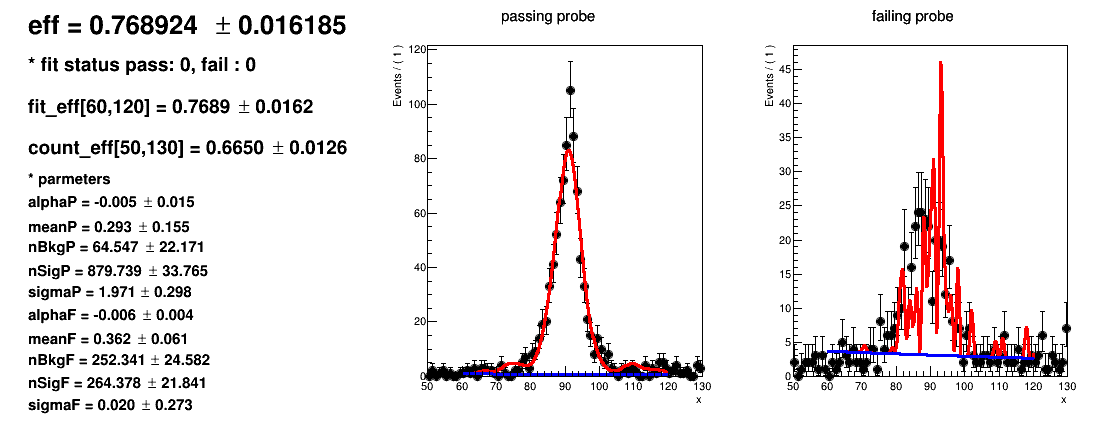 eff = 0.768924 ± 0.016185
* fit status pass: 0, fail : 0
fit_eff[60,120] = 0.7689 ± 0.0162
count_eff[50,130] = 0.6650 ± 0.0126
* parmeters
alphaP = -0.005 ± 0.015
meanP = 0.293 ± 0.155
nBkgP = 64.547 ± 22.171
nSigP = 879.739 ± 33.765
sigmaP = 1.971 ± 0.298
alphaF = -0.006 ± 0.004
meanF = 0.362 ± 0.061
nBkgF = 252.341 ± 24.582
nSigF = 264.378 ± 21.841
sigmaF = 0.020 ± 0.273
passing probe
Events / ( 1 )
120
100
80
60
40
20
0
50 60 70 80 90 100 110 120 130
x
failing probe
Events / ( 1 )
45
40
35
30
25
20
15
10
5
0
50 60 70 80 90 100 110 120 130
x